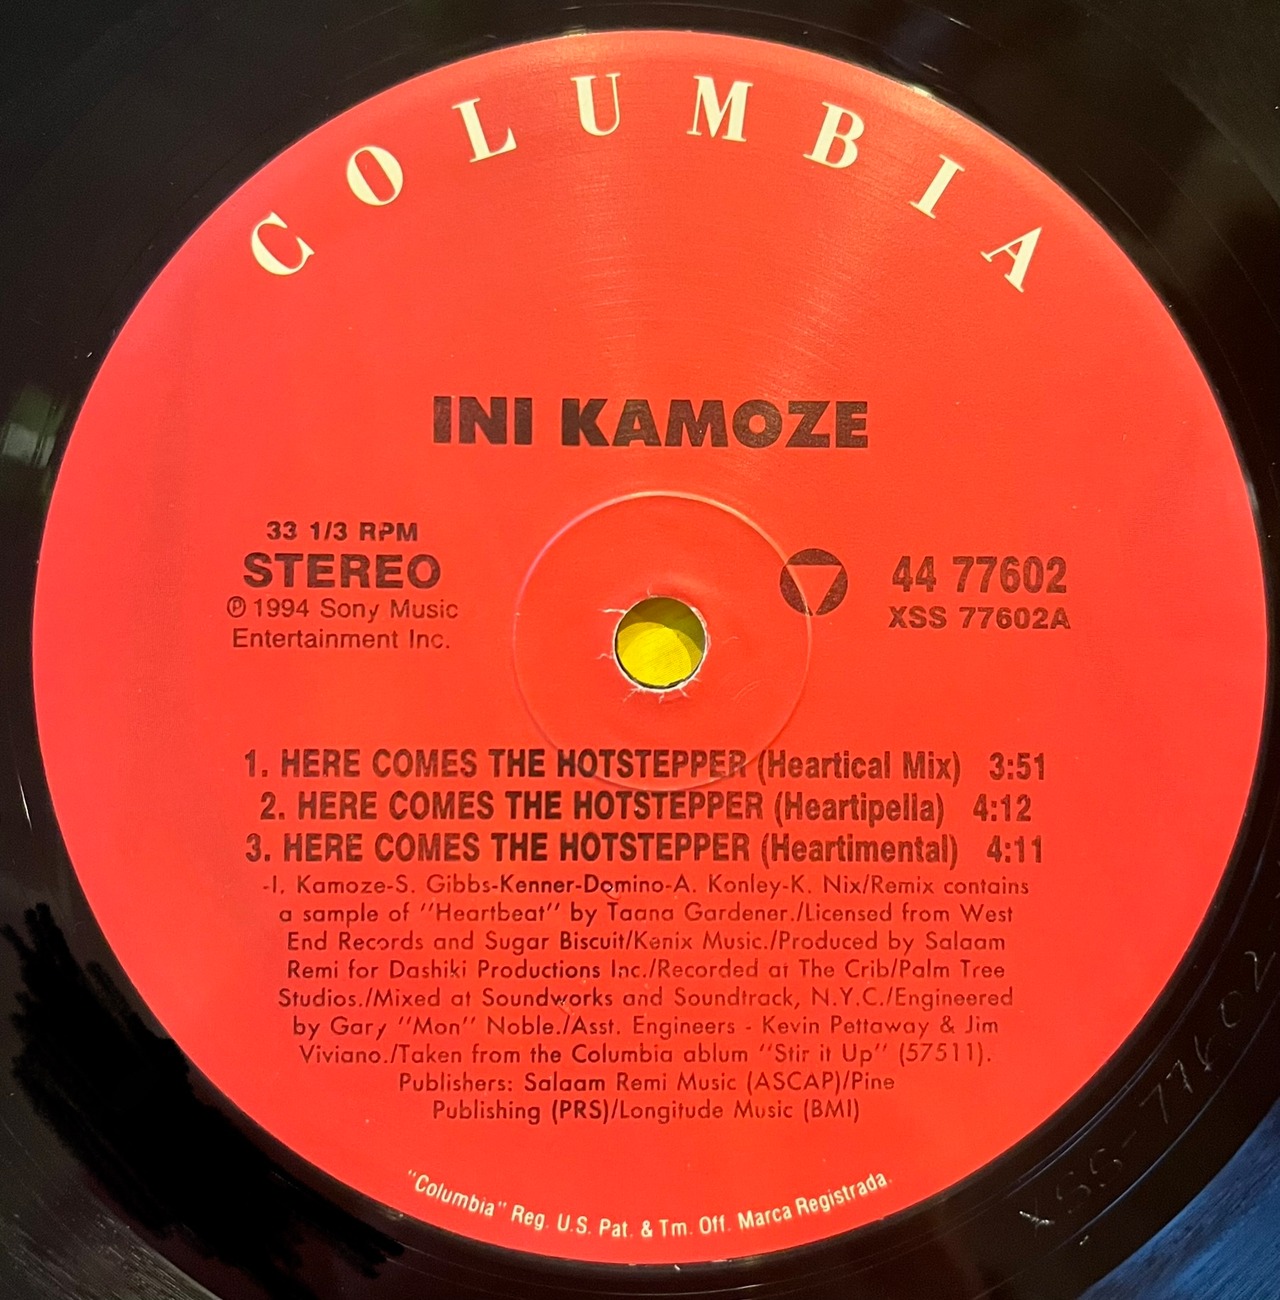 COLUMBIA
INI KAMOZE
33 1/3 RPM
STEREO
Ⓟ 1994 Sony Music
Entertainment Inc.
44 77602
XSS 77602A
1. HERE COMES THE HOTSTEPPER (Heartical Mix) 3:51
2. HERE COMES THE HOTSTEPPER (Heartipella) 4:12
3. HERE COMES THE HOTSTEPPER (Heartimental) 4:11
-I. Kamoze-S. Gibbs-Kenner-Domino-A. Konley-K. Nix/Remix contains
a sample of "Heartbeat" by Taana Gardener./Licensed from West
End Records and Sugar Biscuit/Kenix Music./Produced by Salaam
Remi for Dashiki Productions Inc./Recorded at The Crib/Palm Tree
Studios./Mixed at Soundworks and Soundtrack, N.Y.C./Engineered
by Gary "Mon" Noble./Asst. Engineers - Kevin Pettaway & Jim
Viviano./Taken from the Columbia ablum "Stir it Up" (57511).
Publishers: Salaam Remi Music (ASCAP)/Pine
Publishing (PRS)/Longitude Music (BMI)
"Columbia" Reg. U.S. Pat. & Tm. Off. Marca Registrada.
XSS-77602